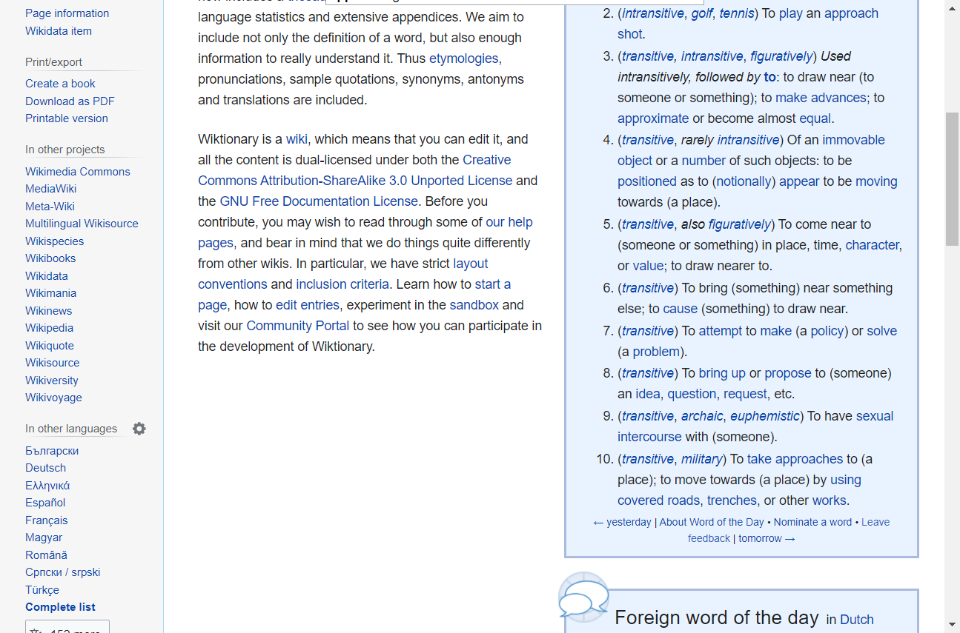 Page information
Wikidata item
Print/export
Create a book
Download as PDF
Printable version
In other projects
Wikimedia Commons
MediaWiki
Meta-Wiki
Multilingual Wikisource
Wikispecies
Wikibooks
Wikidata
Wikimania
Wikinews
Wikipedia
Wikiquote
Wikisource
Wikiversity
Wikivoyage
In other languages
Български
Deutsch
Ελληνικά
Español
Français
Magyar
Română
Српски / srpski
Türkçe
Complete list
language statistics and extensive appendices. We aim to
include not only the definition of a word, but also enough
information to really understand it. Thus etymologies,
pronunciations, sample quotations, synonyms, antonyms
and translations are included.
Wiktionary is a wiki, which means that you can edit it, and
all the content is dual-licensed under both the Creative
Commons Attribution-ShareAlike 3.0 Unported License and
the GNU Free Documentation License. Before you
contribute, you may wish to read through some of our help
pages, and bear in mind that we do things quite differently
from other wikis. In particular, we have strict layout
conventions and inclusion criteria. Learn how to start a
page, how to edit entries, experiment in the sandbox and
visit our Community Portal to see how you can participate in
the development of Wiktionary.
2. (intransitive, golf, tennis) To play an approach
shot.
3. (transitive, intransitive, figuratively) Used
intransitively, followed by to: to draw near (to
someone or something); to make advances; to
approximate or become almost equal.
4. (transitive, rarely intransitive) Of an immovable
object or a number of such objects: to be
positioned as to (notionally) appear to be moving
towards (a place).
5. (transitive, also figuratively) To come near to
(someone or something) in place, time, character,
or value; to draw nearer to.
6. (transitive) To bring (something) near something
else; to cause (something) to draw near.
7. (transitive) To attempt to make (a policy) or solve
(a problem).
8. (transitive) To bring up or propose to (someone)
an idea, question, request, etc.
9. (transitive, archaic, euphemistic) To have sexual
intercourse with (someone).
10. (transitive, military) To take approaches to (a
place); to move towards (a place) by using
covered roads, trenches, or other works.
← yesterday | About Word of the Day • Nominate a word • Leave
feedback | tomorrow →
Foreign word of the day in Dutch